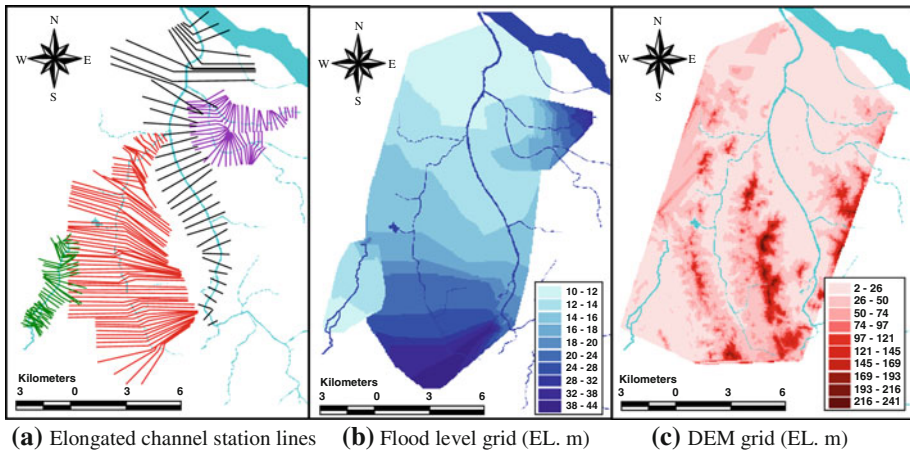 N
W E
S
Kilometers
3 0 3 6
(a) Elongated channel station lines
N
W E
S
10 - 12
12 - 14
14 - 16
16 - 18
18 - 20
20 - 24
24 - 28
28 - 32
32 - 38
38 - 44
Kilometers
3 0 3 6
(b) Flood level grid (EL. m)
N
W E
S
2 - 26
26 - 50
50 - 74
74 - 97
97 - 121
121 - 145
145 - 169
169 - 193
193 - 216
216 - 241
Kilometers
3 0 3 6
(c) DEM grid (EL. m)